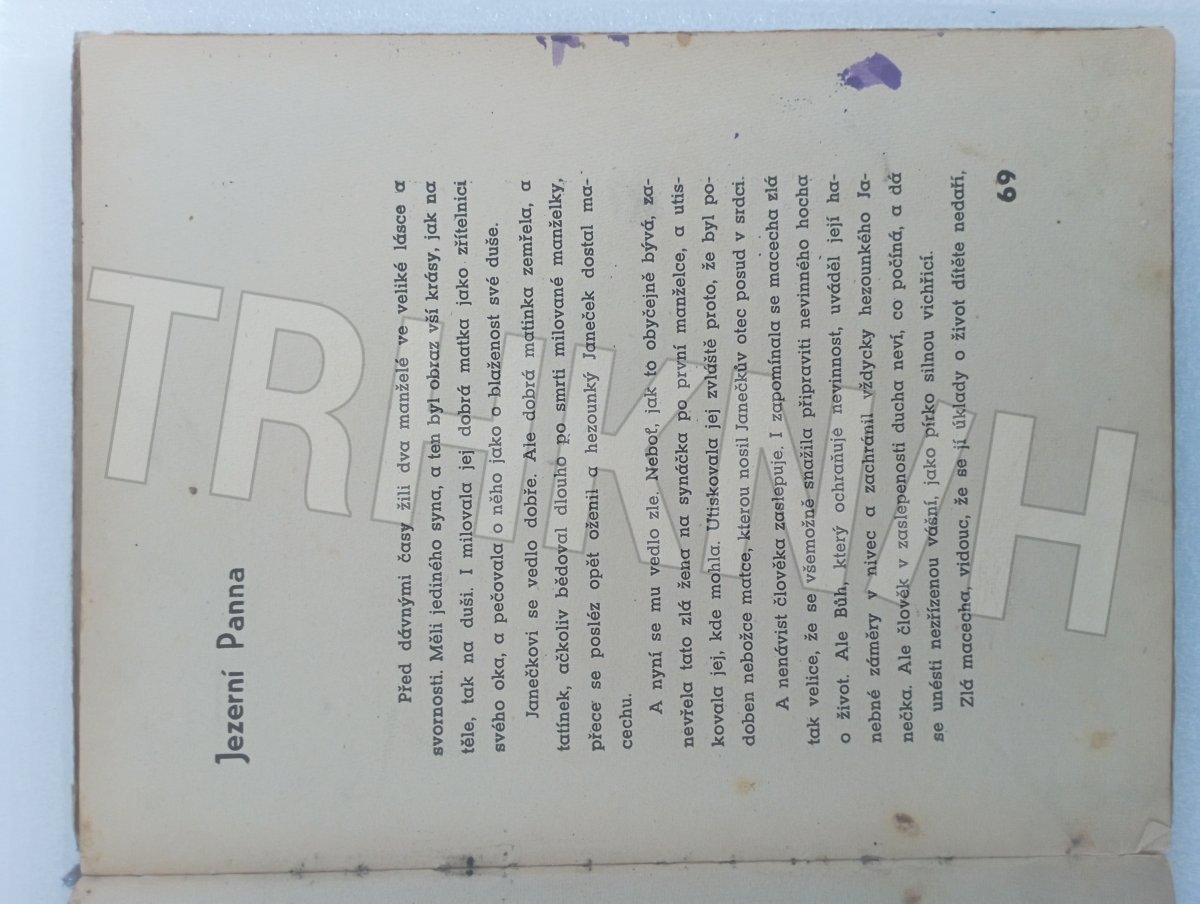 Jezerní Panna
Před dávnými časy žili dva manželé ve veliké lásce a
svornosti. Měli jediného syna, a ten byl obraz vší krásy, jak na
těle, tak na duši. I milovala jej dobrá matka jako zřítelnici
svého oka, a pečovala o něho jako o blaženost své duše.
Janečkovi se vedlo dobře. Ale dobrá matinka zemřela, a
tatínek, ačkoliv bědoval dlouho po smrti milované manželky,
přece se posléz opět oženil a hezounký Janeček dostal ma-
cechu.
A nyní se mu vedlo zle. Neboť, jak to obyčejně bývá, za-
nevřela tato zlá žena na synáčka po první manželce, a utis-
kovala jej, kde mohla. Utiskovala jej zvláště proto, že byl po-
doben nebožce matce, kterou nosil Janečkův otec posud v srdci.
A nenávist člověka zaslepuje. I zapomínala se macecha zlá
tak velice, že se všemožně snažila připraviti nevinného hocha
o život. Ale Bůh, který ochraňuje nevinnost, uváděl její ha-
nebné záměry v nivec a zachránil vždycky hezounkého Ja-
nečka. Ale člověk v zaslepenosti ducha neví, co počíná, a dá
se unésti nezřízenou vášní, jako pírko silnou vichřicí.
Zlá macecha, vidouc, že se jí úklady o život dítěte nedaří,
69
TRHKNIH